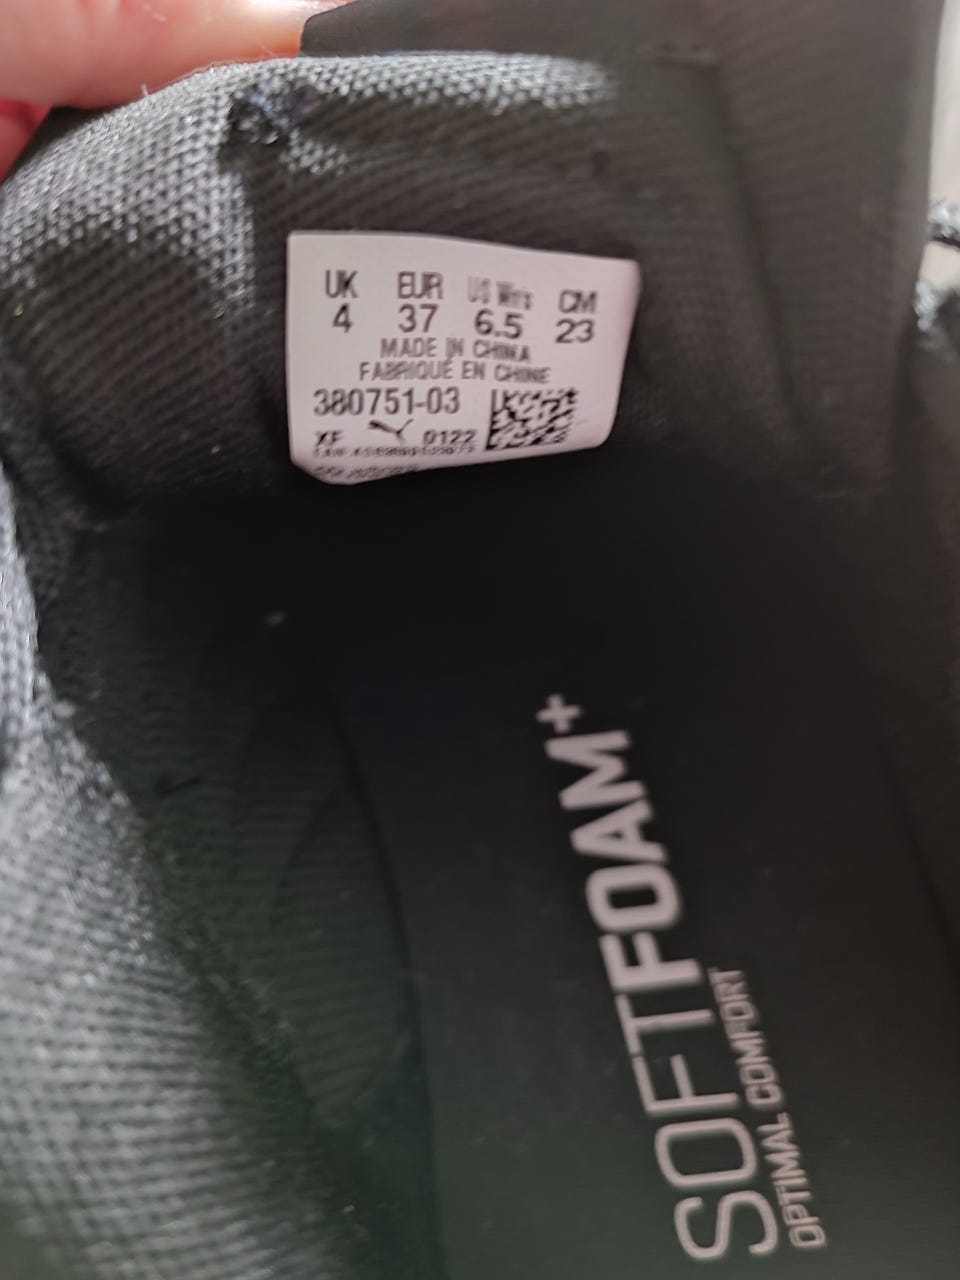 UK EUR US Wn's CM
4 37 6.5 23
MADE IN CHINA
FABRIQUÉ EN CHINE
380751-03
XF 0122
SOFTFOAM+
OPTIMAL COMFORT